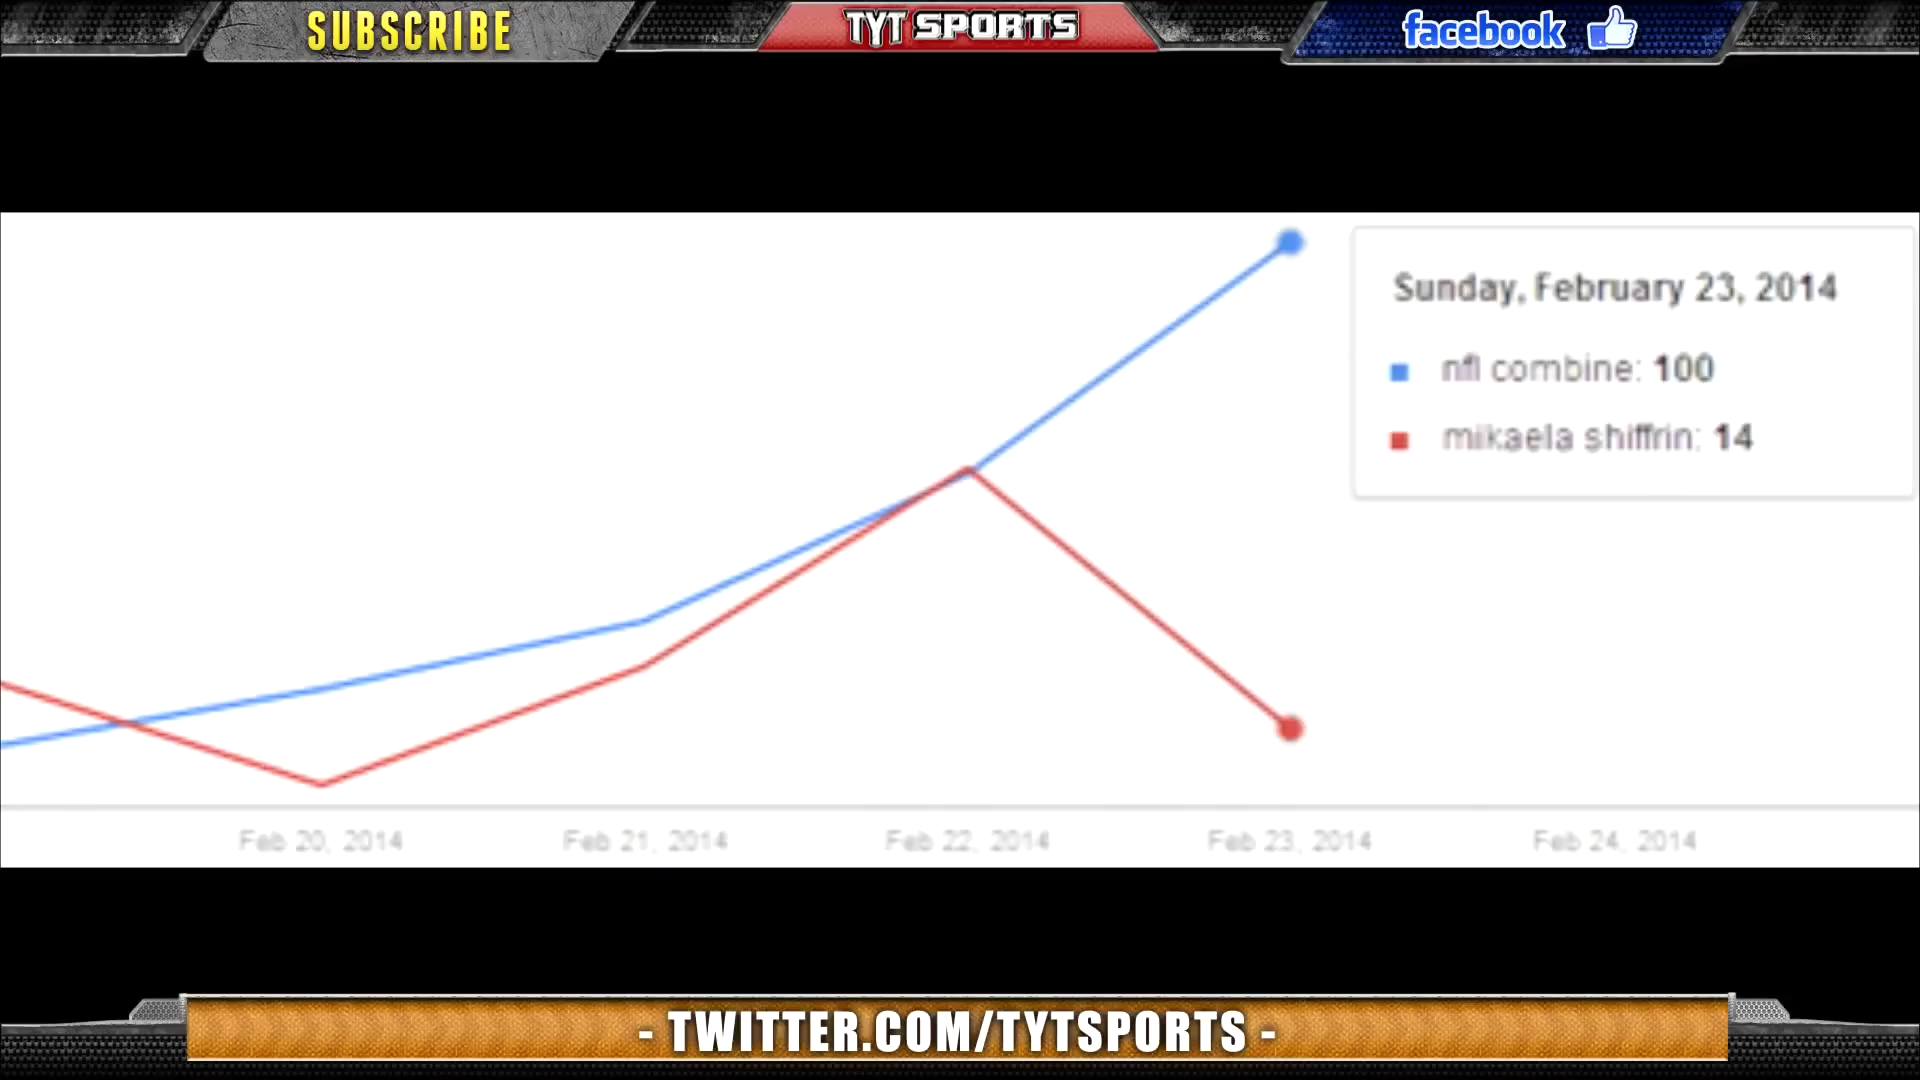 SUBSCRIBE
TYT SPORTS
facebook
Sunday, February 23, 2014
nfl combine: 100
mikaela shiffrin: 14
Feb 20, 2014
Feb 21, 2014
Feb 22, 2014
Feb 23, 2014
Feb 24, 2014
- TWITTER.COM/TYTSPORTS -